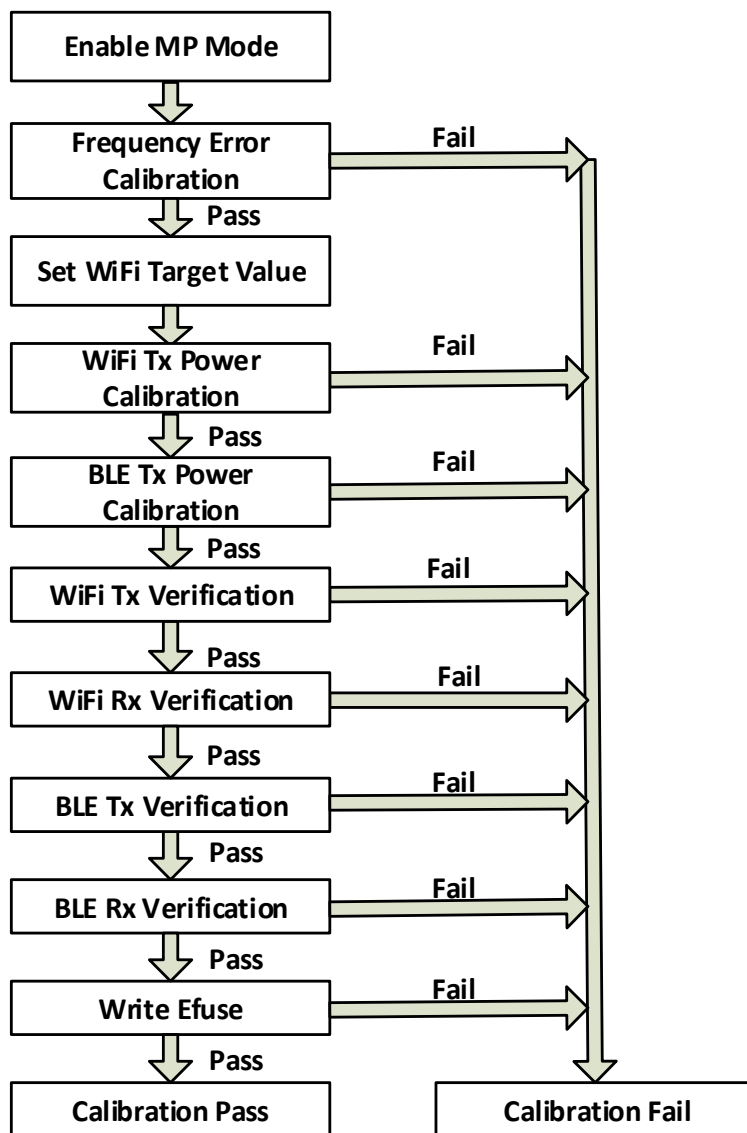 Enable MP Mode
Frequency Error
Calibration
Fail
Pass
Set WiFi Target Value
WiFi Tx Power
Calibration
Fail
Pass
BLE Tx Power
Calibration
Fail
Pass
WiFi Tx Verification
Fail
Pass
WiFi Rx Verification
Fail
Pass
BLE Tx Verification
Fail
Pass
BLE Rx Verification
Fail
Pass
Write Efuse
Fail
Pass
Calibration Pass
Calibration Fail